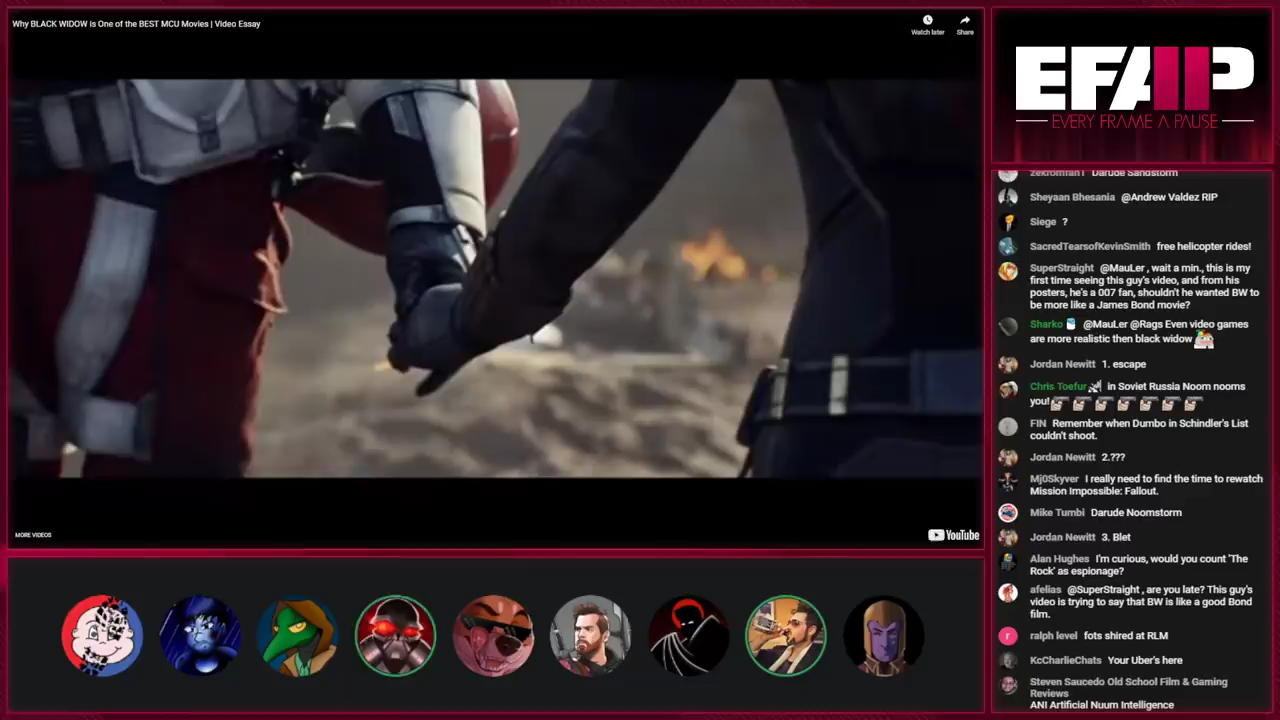 Why BLACK WIDOW is One of the BEST MCU Movies | Video Essay
Watch later
Share
MORE VIDEOS
YouTube
EFAP
EVERY FRAME A PAUSE
zekromfan1 Darude Sandstorm
Sheyaan Bhesania @Andrew Valdez RIP
Siege ?
SacredTearsofKevinSmith free helicopter rides!
SuperStraight @MauLer , wait a min., this is my
first time seeing this guy's video, and from his
posters, he's a 007 fan, shouldn't he wanted BW to
be more like a James Bond movie?
Sharko @MauLer @Rags Even video games
are more realistic then black widow
Jordan Newitt 1. escape
Chris Toefur in Soviet Russia Noom nooms
you!
FIN Remember when Dumbo in Schindler's List
couldn't shoot.
Jordan Newitt 2.???
Mj0Skyver I really need to find the time to rewatch
Mission Impossible: Fallout.
Mike Tumbi Darude Noomstorm
Jordan Newitt 3. Blet
Alan Hughes I'm curious, would you count 'The
Rock' as espionage?
afelias @SuperStraight , are you late? This guy's
video is trying to say that BW is like a good Bond
film.
r
ralph level fots shired at RLM
KcCharlieChats Your Uber's here
Steven Saucedo Old School Film & Gaming
Reviews
ANI Artificial Nuum Intelligence